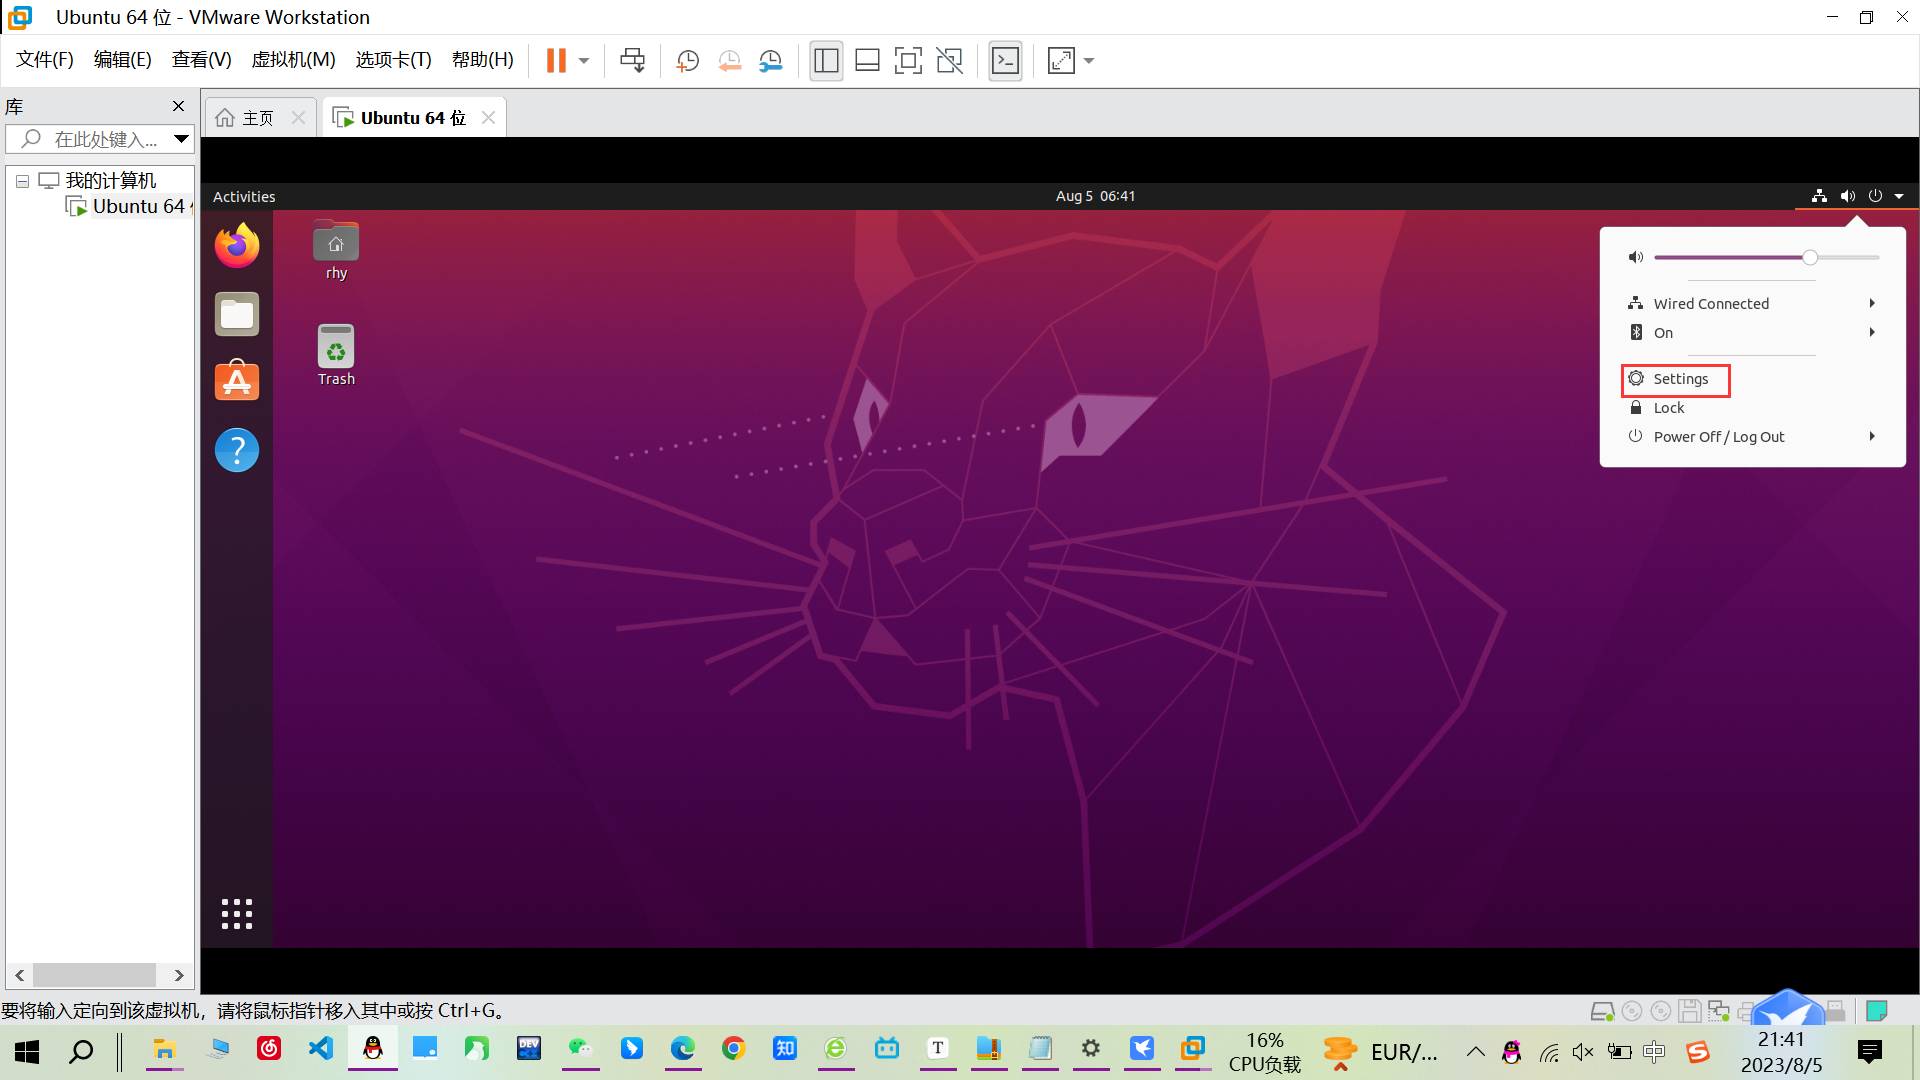 Ubuntu 64 位 - VMware Workstation
文件(F) 编辑(E) 查看(V) 虚拟机(M) 选项卡(T) 帮助(H)
库
主页
Ubuntu 64 位
在此处键入...
我的计算机
Ubuntu 64
Activities
Aug 5 06:41
rhy
Trash
Wired Connected
On
Settings
Lock
Power Off / Log Out
要将输入定向到该虚拟机，请将鼠标指针移入其中或按 Ctrl+G。
DEV
知
T
16%
CPU负载
EUR/...
中
21:41
2023/8/5